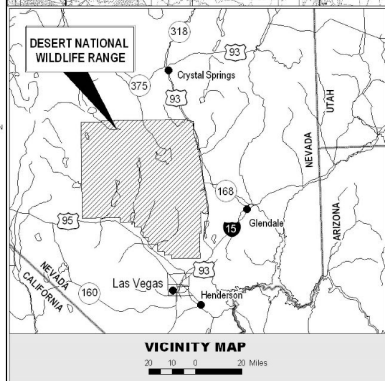 318
93
DESERT NATIONAL
WILDLIFE RANGE
Crystal Springs
375
93
UTAH
NEVADA
168
95
15
Glendale
ARIZONA
NEVADA
CALIFORNIA
93
Las Vegas
160
Henderson
VICINITY MAP
20 10 0 20 Miles